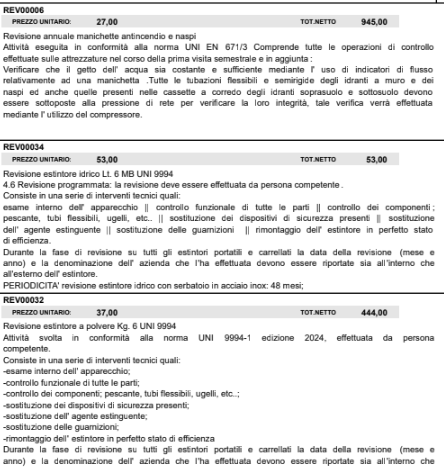 REV00006
PREZZO UNITARIO: 27,00 TOT.NETTO 945,00
Revisione annuale manichette antincendio e naspi
Attività eseguita in conformità alla norma UNI EN 671/3 Comprende tutte le operazioni di controllo
effettuate sulle attrezzature nel corso della prima visita semestrale e in aggiunta :
Verificare che il getto dell' acqua sia costante e sufficiente mediante l' uso di indicatori di flusso
relativamente ad una manichetta .Tutte le tubazioni flessibili e semirigide degli idranti a muro e dei
naspi ed anche quelle presenti nelle cassette a corredo degli idranti soprasuolo e sottosuolo devono
essere sottoposte alla pressione di rete per verificare la loro integrità, tale verifica verrà effettuata
mediante l' utilizzo del compressore.
REV00034
PREZZO UNITARIO: 53,00 TOT.NETTO 53,00
Revisione estintore idrico Lt. 6 MB UNI 9994
4.6 Revisione programmata: la revisione deve essere effettuata da persona competente .
Consiste in una serie di interventi tecnici quali:
esame interno dell' apparecchio || controllo funzionale di tutte le parti || controllo dei componenti ;
pescante, tubi flessibili, ugelli, etc.. || sostituzione dei dispositivi di sicurezza presenti || sostituzione
dell' agente estinguente || sostituzione delle guarnizioni || rimontaggio dell' estintore in perfetto stato
di efficienza.
Durante la fase di revisione su tutti gli estintori portatili e carrellati la data della revisione (mese e
anno) e la denominazione dell' azienda che l'ha effettuata devono essere riportate sia all'interno che
all'esterno dell' estintore.
PERIODICITA' revisione estintore idrico con serbatoio in acciaio inox: 48 mesi;
REV00032
PREZZO UNITARIO: 37,00 TOT.NETTO 444,00
Revisione estintore a polvere Kg. 6 UNI 9994
Attività svolta in conformità alla norma UNI 9994-1 edizione 2024, effettuata da persona
competente.
Consiste in una serie di interventi tecnici quali:
-esame interno dell' apparecchio;
-controllo funzionale di tutte le parti;
-controllo dei componenti; pescante, tubi flessibili, ugelli, etc..;
-sostituzione dei dispositivi di sicurezza presenti;
-sostituzione dell' agente estinguente;
-sostituzione delle guarnizioni;
-rimontaggio dell' estintore in perfetto stato di efficienza
Durante la fase di revisione su tutti gli estintori portatili e carrellati la data della revisione (mese e
anno) e la denominazione dell' azienda che l'ha effettuata devono essere riportate sia all'interno che